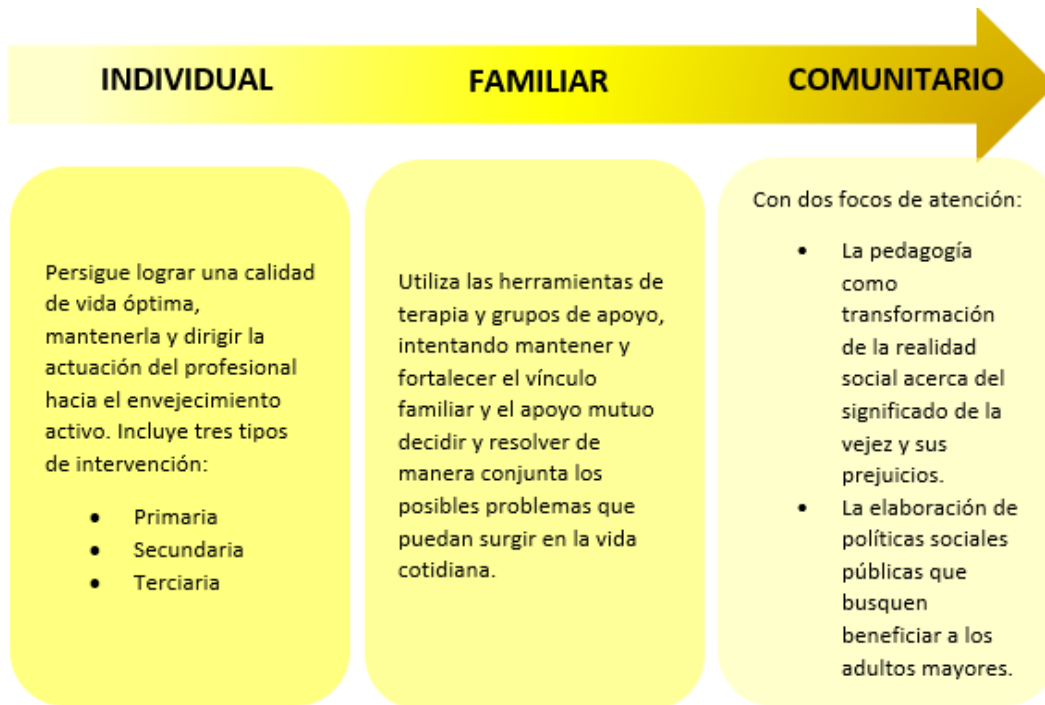 INDIVIDUAL
FAMILIAR
COMUNITARIO
Persigue lograr una calidad
de vida óptima,
mantenerla y dirigir la
actuación del profesional
hacia el envejecimiento
activo. Incluye tres tipos
de intervención:
• Primaria
• Secundaria
• Terciaria
Utiliza las herramientas de
terapia y grupos de apoyo,
intentando mantener y
fortalecer el vínculo
familiar y el apoyo mutuo
decidir y resolver de
manera conjunta los
posibles problemas que
puedan surgir en la vida
cotidiana.
Con dos focos de atención:
• La pedagogía
como
transformación
de la realidad
social acerca del
significado de la
vejez y sus
prejuicios.
• La elaboración de
políticas sociales
públicas que
busquen
beneficiar a los
adultos mayores.